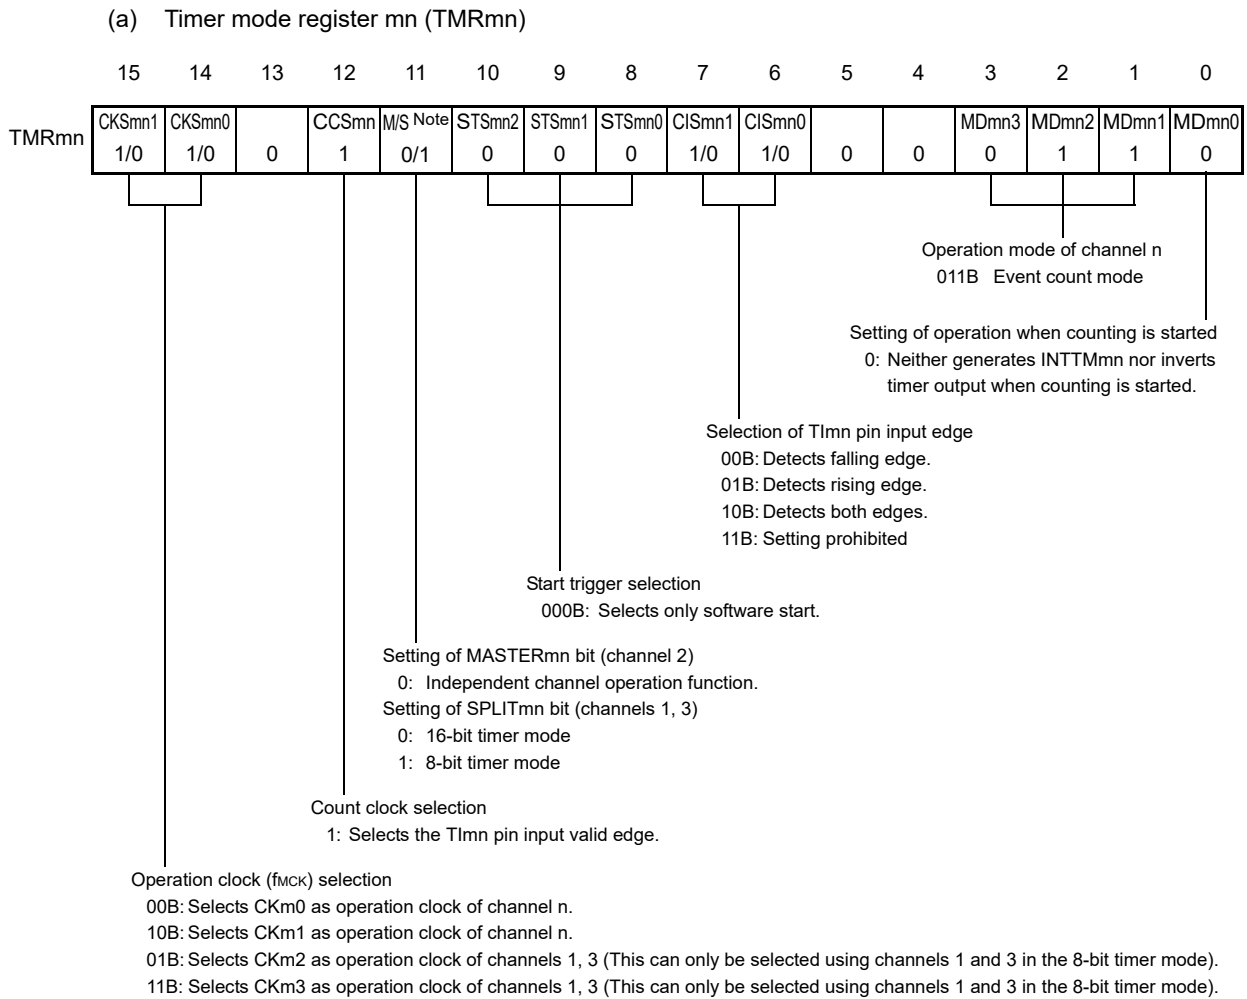 (a) Timer mode register mn (TMRmn)
15 14 13 12 11 10 9 8 7 6 5 4 3 2 1 0
TMRmn
CKSmn1 CKSmn0 CCSmn M/S Note STSmn2 STSmn1 STSmn0 CISmn1 CISmn0 MDmn3 MDmn2 MDmn1 MDmn0
1/0 1/0 0 1 0/1 0 0 0 1/0 1/0 0 0 0 1 1 0
Operation mode of channel n
011B Event count mode
Setting of operation when counting is started
0: Neither generates INTTMmn nor inverts
timer output when counting is started.
Selection of TImn pin input edge
00B: Detects falling edge.
01B: Detects rising edge.
10B: Detects both edges.
11B: Setting prohibited
Start trigger selection
000B: Selects only software start.
Setting of MASTERmn bit (channel 2)
0: Independent channel operation function.
Setting of SPLITmn bit (channels 1, 3)
0: 16-bit timer mode
1: 8-bit timer mode
Count clock selection
1: Selects the TImn pin input valid edge.
Operation clock (fMCK) selection
00B: Selects CKm0 as operation clock of channel n.
10B: Selects CKm1 as operation clock of channel n.
01B: Selects CKm2 as operation clock of channels 1, 3 (This can only be selected using channels 1 and 3 in the 8-bit timer mode).
11B: Selects CKm3 as operation clock of channels 1, 3 (This can only be selected using channels 1 and 3 in the 8-bit timer mode).